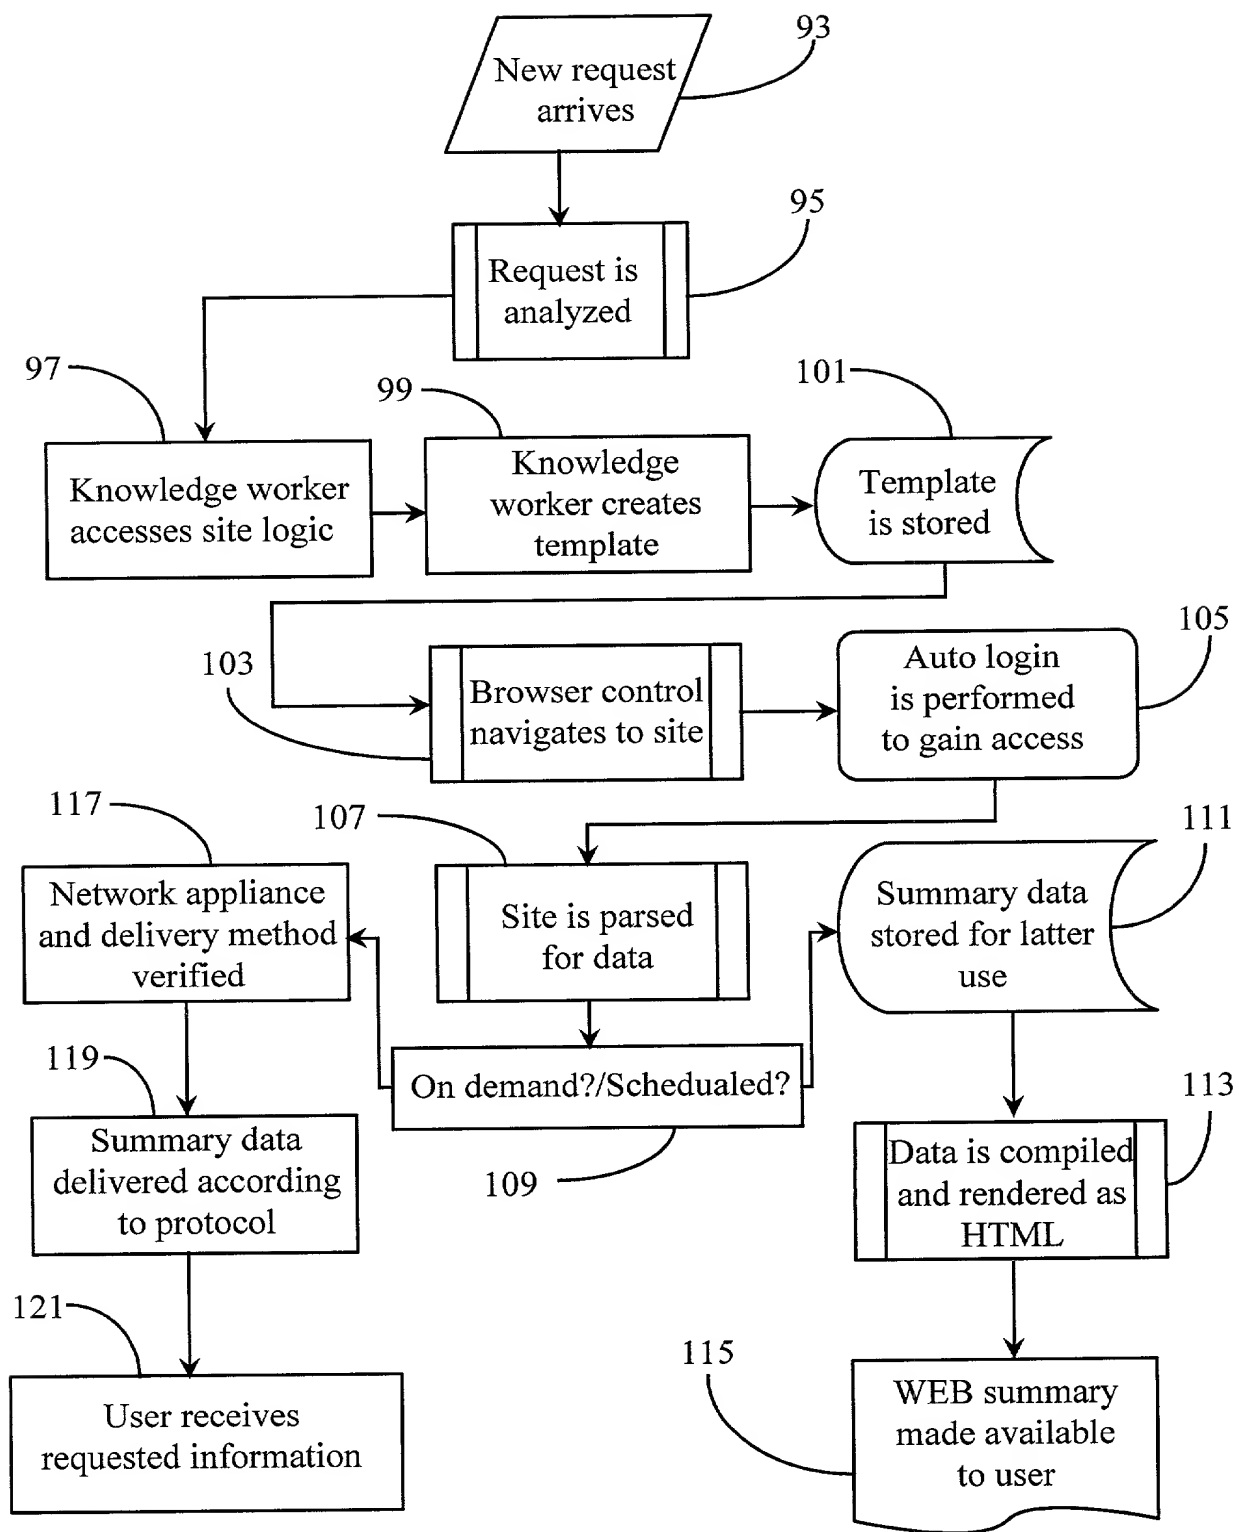 93
New request
arrives
95
Request is
analyzed
97
99
101
Knowledge worker
accesses site logic
Knowledge
worker creates
template
Template
is stored
103
Browser control
navigates to site
105
Auto login
is performed
to gain access
117
107
111
Network appliance
and delivery method
verified
Site is parsed
for data
Summary data
stored for latter
use
119
On demand?/Schedualed?
109
113
Summary data
delivered according
to protocol
Data is compiled
and rendered as
HTML
121
115
User receives
requested information
WEB summary
made available
to user